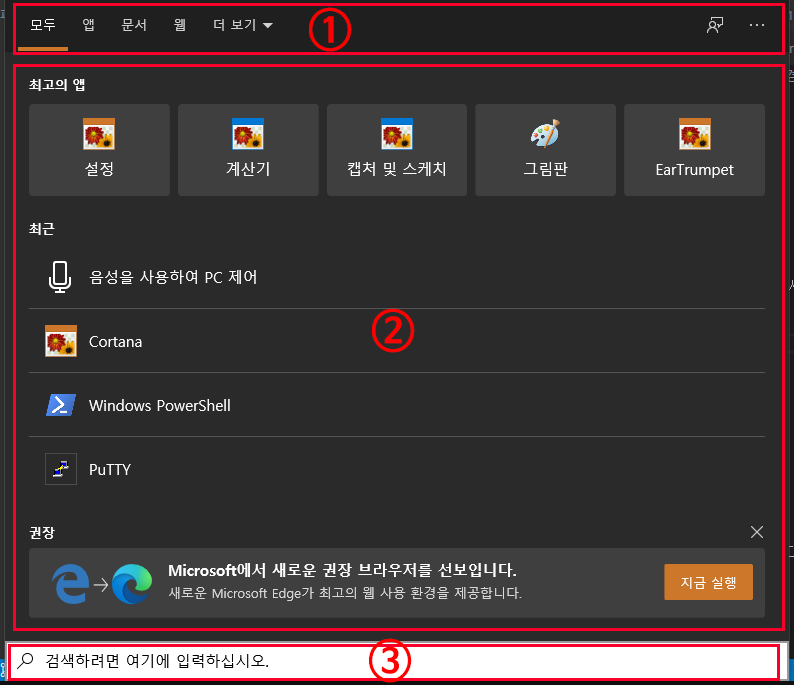 모두 앱 문서 웹 더 보기
①
최고의 앱
설정 계산기 캡처 및 스케치 그림판 EarTrumpet
최근
음성을 사용하여 PC 제어
②
Cortana
Windows PowerShell
PuTTY
권장
Microsoft에서 새로운 권장 브라우저를 선보입니다.
새로운 Microsoft Edge가 최고의 웹 사용 환경을 제공합니다.
지금 실행
검색하려면 여기에 입력하십시오.
③